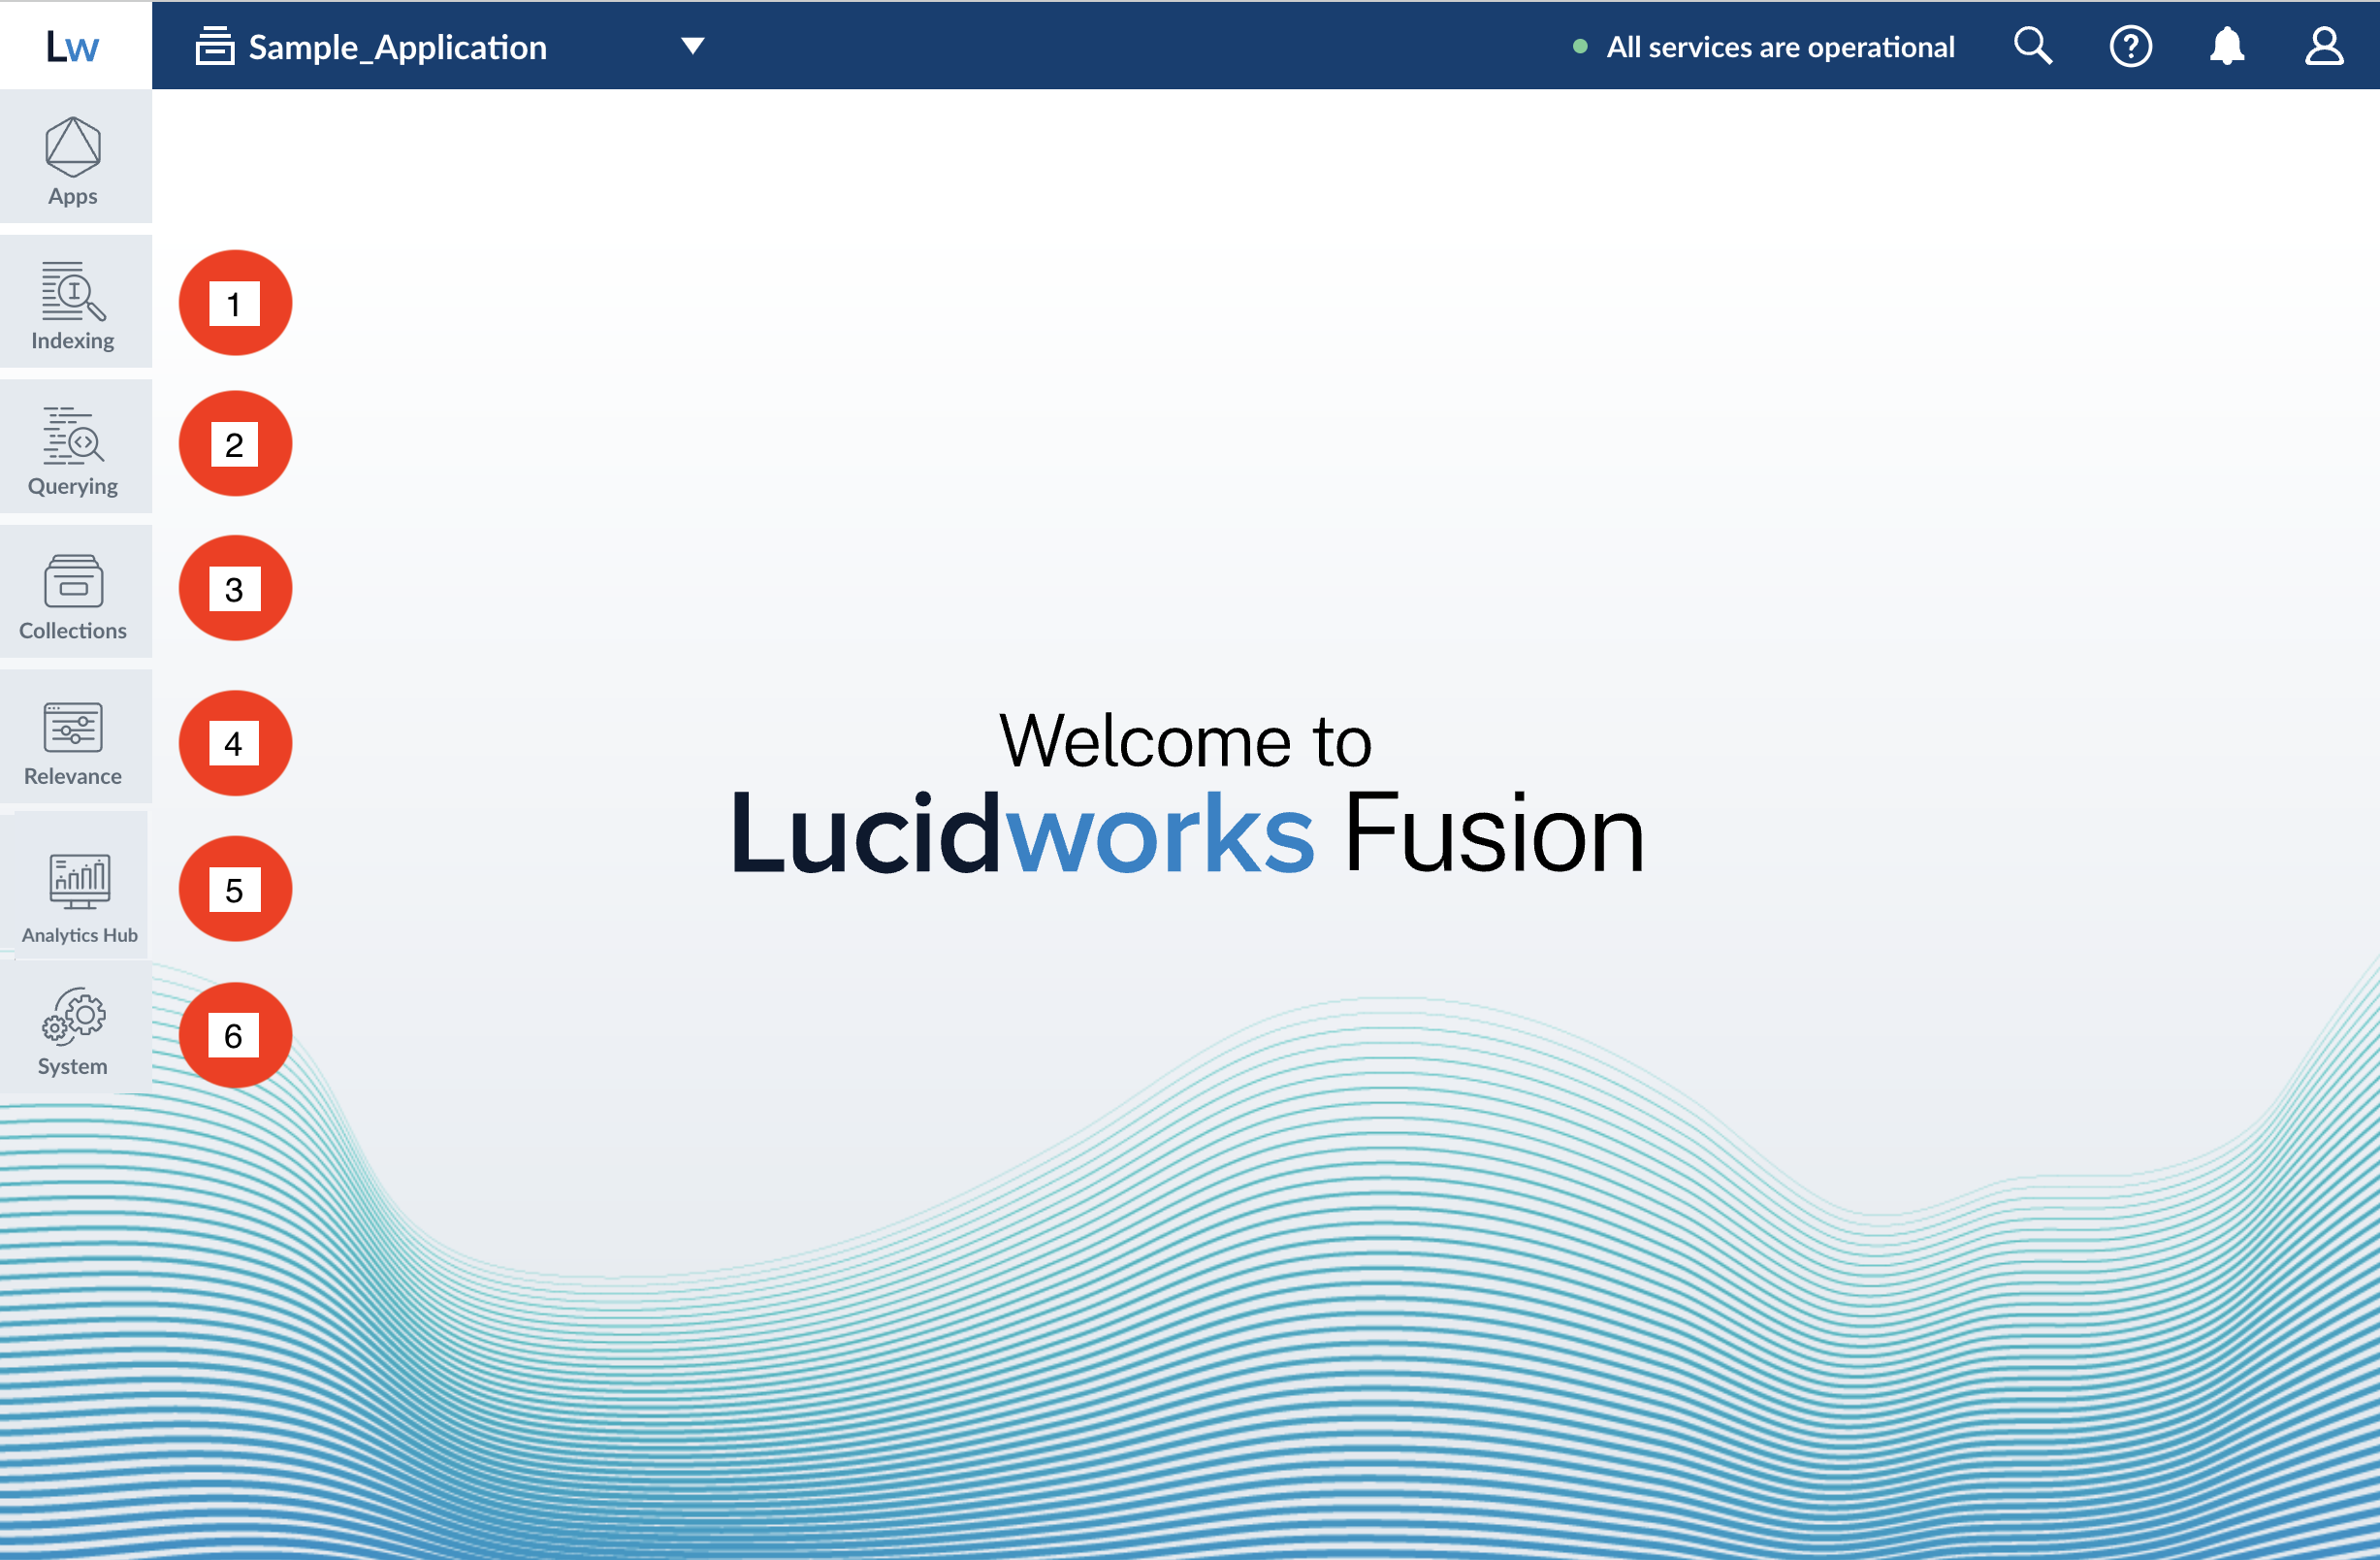 Lw
Sample_Application
All services are operational
?
Apps
I
Indexing
1
Querying
2
Collections
3
Relevance
4
Analytics Hub
5
System
6
Welcome to
Lucidworks Fusion